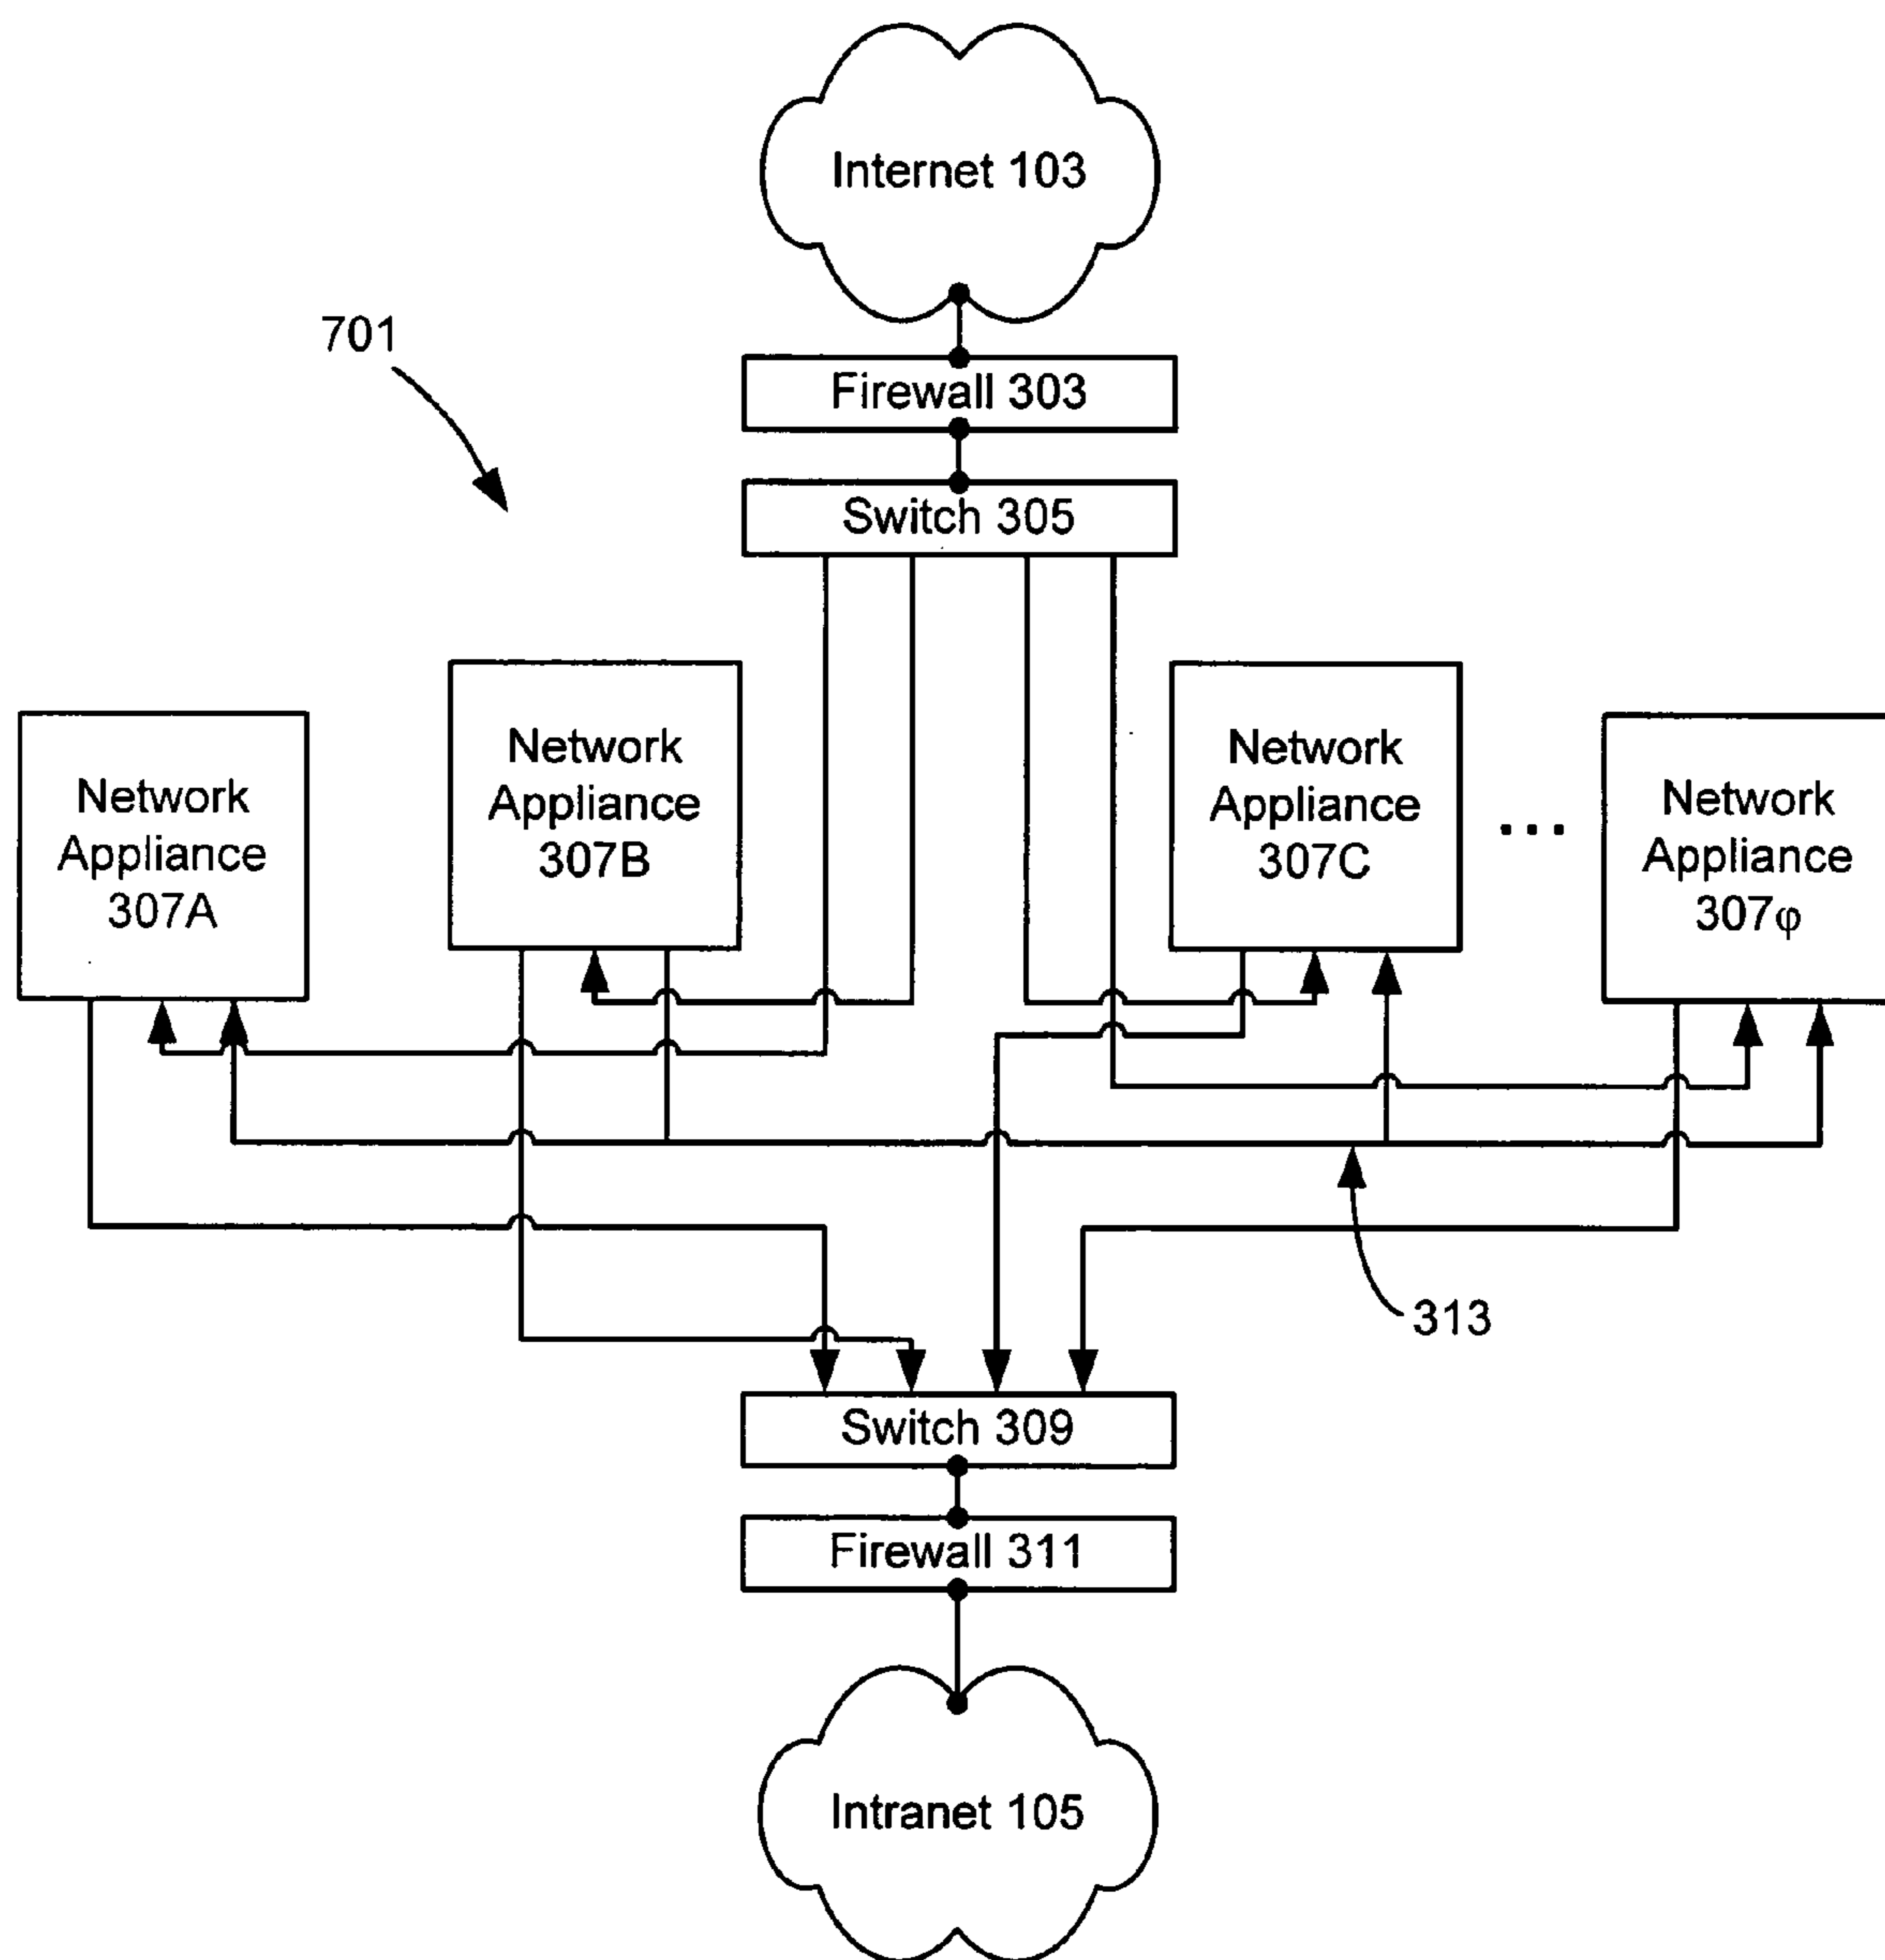 Internet 103
701
Firewall 303
Switch 305
Network
Appliance
307A
Network
Appliance
307B
Network
Appliance
307C
...
Network
Appliance
307φ
313
Switch 309
Firewall 311
Intranet 105